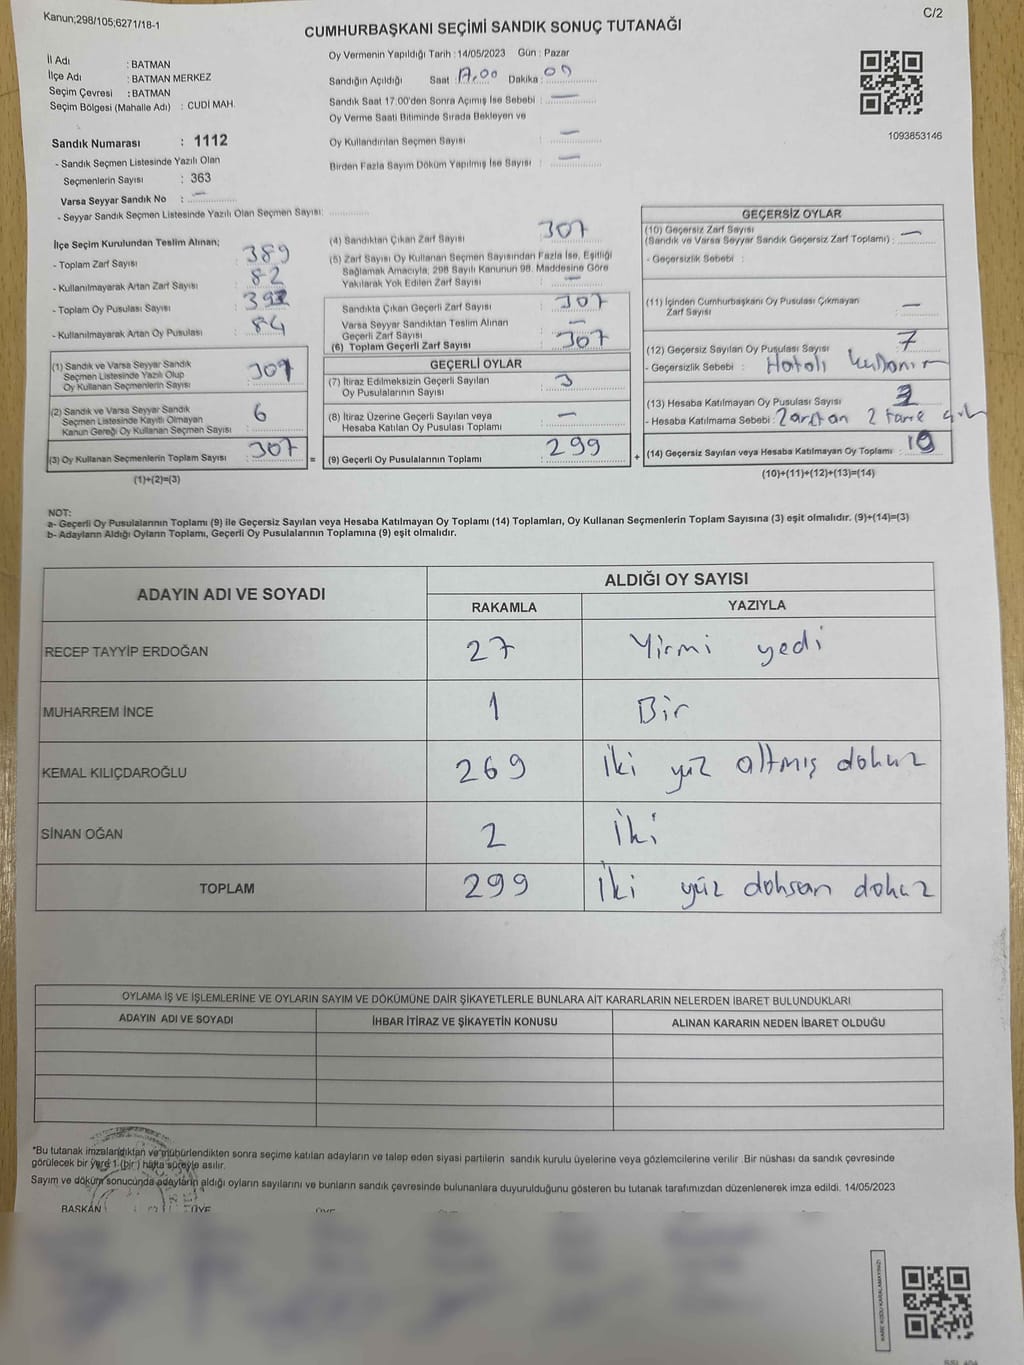 Kanun;298/105;6271/18-1
C/2
CUMHURBAŞKANI SEÇİMİ SANDIK SONUÇ TUTANAĞI
İl Adı : BATMAN
İlçe Adı : BATMAN MERKEZ
Seçim Çevresi : BATMAN
Seçim Bölgesi (Mahalle Adı) : CUDİ MAH.
Sandık Numarası : 1112
- Sandık Seçmen Listesinde Yazılı Olan
Seçmenlerin Sayısı : 363
Varsa Seyyar Sandık No : —
- Seyyar Sandık Seçmen Listesinde Yazılı Olan Seçmen Sayısı:
Oy Vermenin Yapıldığı Tarih : 14/05/2023 Gün : Pazar
Sandığın Açıldığı Saat : 17.00 Dakika : 00
Sandık Saat 17:00'den Sonra Açımış İse Sebebi : —
Oy Verme Saati Bitiminde Sırada Bekleyen ve
Oy Kullandırılan Seçmen Sayısı : —
Birden Fazla Sayım Döküm Yapılmış İse Sayısı : —
1093853146
İlçe Seçim Kurulundan Teslim Alınan;
- Toplam Zarf Sayısı : 389
- Kullanılmayarak Artan Zarf Sayısı : 82
- Toplam Oy Pusulası Sayısı :
- Kullanılmayarak Artan Oy Pusulası : 84
(1) Sandık ve Varsa Seyyar Sandık
Seçmen Listesinde Yazılı Olup
Oy Kullanan Seçmenlerin Sayısı :
(2) Sandık ve Varsa Seyyar Sandık
Seçmen Listesinde Kayıtlı Olmayan
Kanun Gereği Oy Kullanan Seçmen Sayısı : 6
(3) Oy Kullanan Seçmenlerin Toplam Sayısı : 307
(1)+(2)=(3)
(4) Sandıktan Çıkan Zarf Sayısı : 307
(5) Zarf Sayısı Oy Kullanan Seçmen Sayısından Fazla İse, Eşitliği
Sağlamak Amacıyla; 298 Sayılı Kanunun 98. Maddesine Göre
Yakılarak Yok Edilen Zarf Sayısı : —
Sandıkta Çıkan Geçerli Zarf Sayısı : 307
Varsa Seyyar Sandıktan Teslim Alınan
Geçerli Zarf Sayısı : —
(6) Toplam Geçerli Zarf Sayısı : 307
GEÇERLİ OYLAR
(7) İtiraz Edilmeksizin Geçerli Sayılan
Oy Pusulalarının Sayısı : 3
(8) İtiraz Üzerine Geçerli Sayılan veya
Hesaba Katılan Oy Pusulası Toplamı : —
= (9) Geçerli Oy Pusulalarının Toplamı : 299
GEÇERSİZ OYLAR
(10) Geçersiz Zarf Sayısı
(Sandık ve Varsa Seyyar Sandık Geçersiz Zarf Toplamı) : —
- Geçersizlik Sebebi :
(11) İçinden Cumhurbaşkanı Oy Pusulası Çıkmayan
Zarf Sayısı : —
(12) Geçersiz Sayılan Oy Pusulası Sayısı : 7
- Geçersizlik Sebebi : Hatalı kullanım
(13) Hesaba Katılmayan Oy Pusulası Sayısı :
- Hesaba Katılmama Sebebi : Zarftan 2 tane
+ (14) Geçersiz Sayılan veya Hesaba Katılmayan Oy Toplamı :
(10)+(11)+(12)+(13)=(14)
NOT:
a- Geçerli Oy Pusulalarının Toplamı (9) ile Geçersiz Sayılan veya Hesaba Katılmayan Oy Toplamı (14) Toplamları, Oy Kullanan Seçmenlerin Toplam Sayısına (3) eşit olmalıdır. (9)+(14)=(3)
b- Adayların Aldığı Oyların Toplamı, Geçerli Oy Pusulalarının Toplamına (9) eşit olmalıdır.
ADAYIN ADI VE SOYADI
ALDIĞI OY SAYISI
RAKAMLA YAZIYLA
RECEP TAYYİP ERDOĞAN 27 Yirmi yedi
MUHARREM İNCE 1 Bir
KEMAL KILIÇDAROĞLU 269 İki yüz altmış dokuz
SİNAN OĞAN 2 İki
TOPLAM 299 İki yüz dohsan dokuz
OYLAMA İŞ VE İŞLEMLERİNE VE OYLARIN SAYIM VE DÖKÜMÜNE DAİR ŞİKAYETLERLE BUNLARA AİT KARARLARIN NELERDEN İBARET BULUNDUKLARI
ADAYIN ADI VE SOYADI İHBAR İTİRAZ VE ŞİKAYETİN KONUSU ALINAN KARARIN NEDEN İBARET OLDUĞU
*Bu tutanak imzalandıktan ve mühürlendikten sonra seçime katılan adayların ve talep eden siyasi partilerin sandık kurulu üyelerine veya gözlemcilerine verilir .Bir nüshası da sandık çevresinde
görülecek bir yere 1 (bir ) hafta süreyle asılır.
Sayım ve döküm sonucunda adayların aldığı oyların sayılarını ve bunların sandık çevresinde bulunanlara duyurulduğunu gösteren bu tutanak tarafımızdan düzenlenerek imza edildi. 14/05/2023
BAŞKAN ÜYE ÜYE
KARE KODU KARALAMAYINIZ!